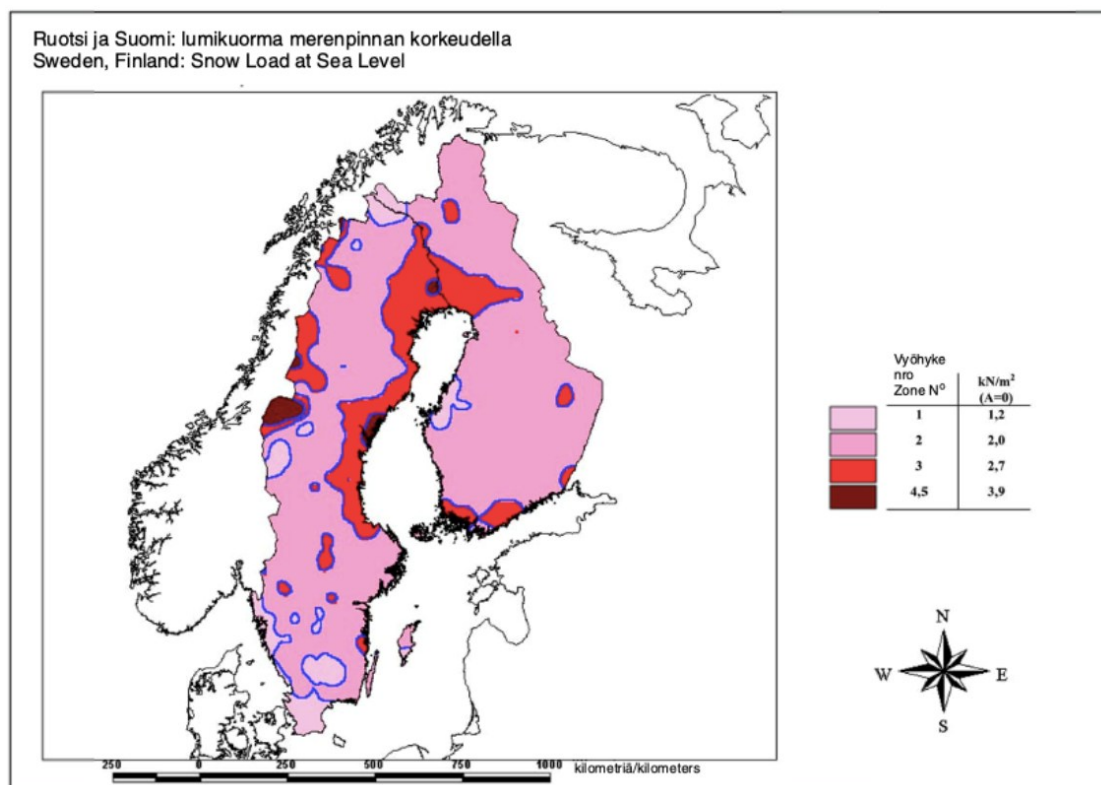 Ruotsi ja Suomi: lumikuorma merenpinnan korkeudella
Sweden, Finland: Snow Load at Sea Level
Vyöhyke
nro
Zone Nº
kN/m²
(A=0)
1 1,2
2 2,0
3 2,7
4,5 3,9
N
W E
S
250 0 250 500 750 1000 kilometriä/kilometers